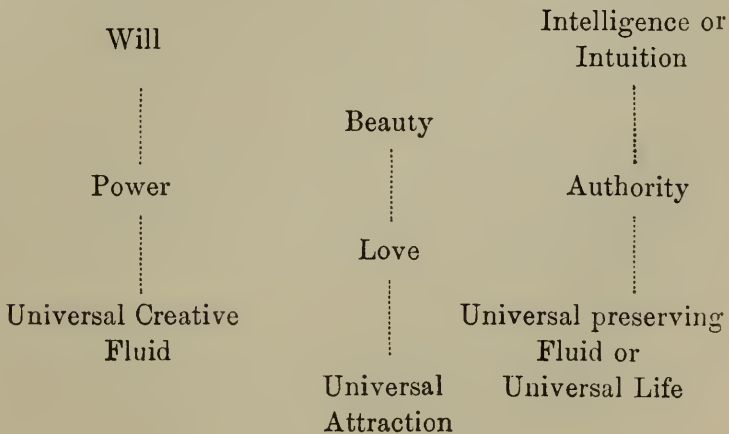 Will
Intelligence or
Intuition
Beauty
Power
Authority
Love
Universal Creative
Fluid
Universal preserving
Fluid or
Universal Life
Universal
Attraction